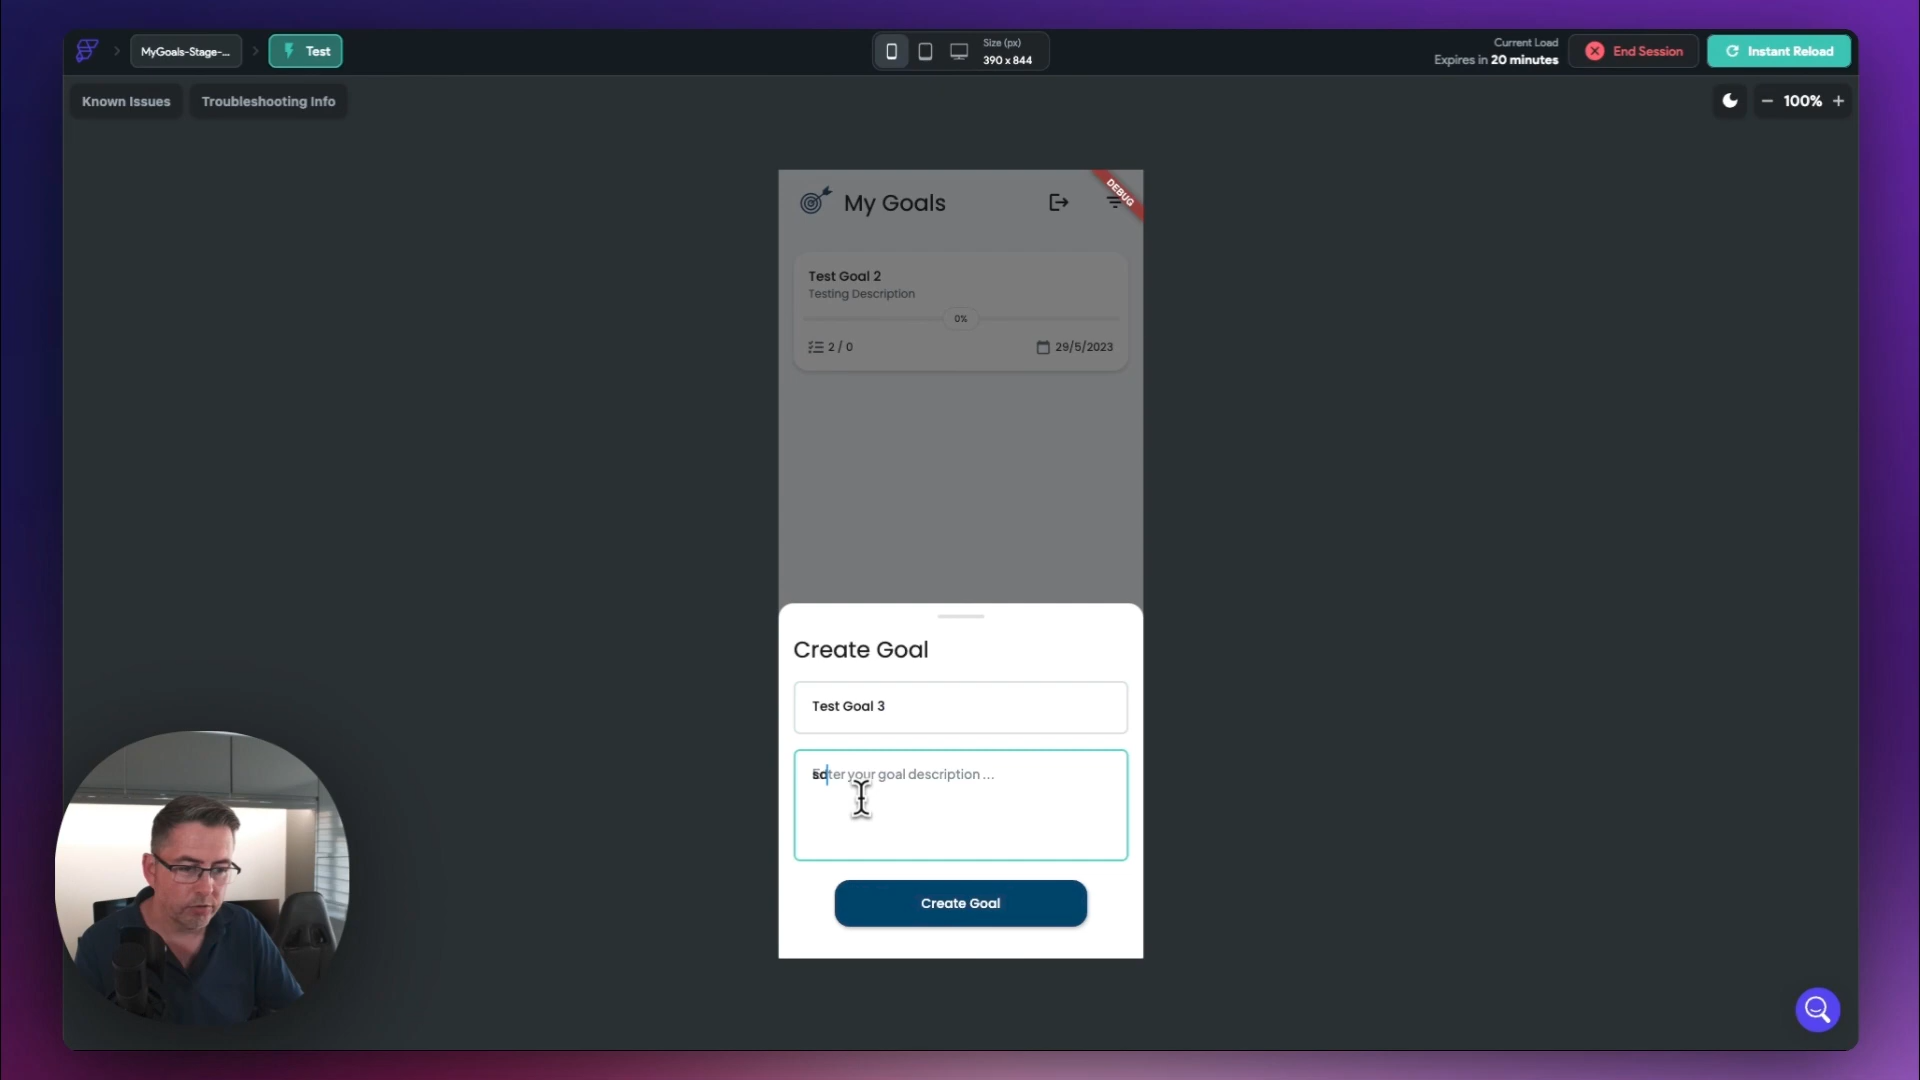 MyGoals-Stage-...
Test
Size (px)
390 x 844
Current Load
Expires in 20 minutes
End Session
Instant Reload
Known Issues
Troubleshooting Info
100%
My Goals
DEBUG
Test Goal 2
Testing Description
0%
2 / 0
29/5/2023
Create Goal
Test Goal 3
your goal description ...
Create Goal